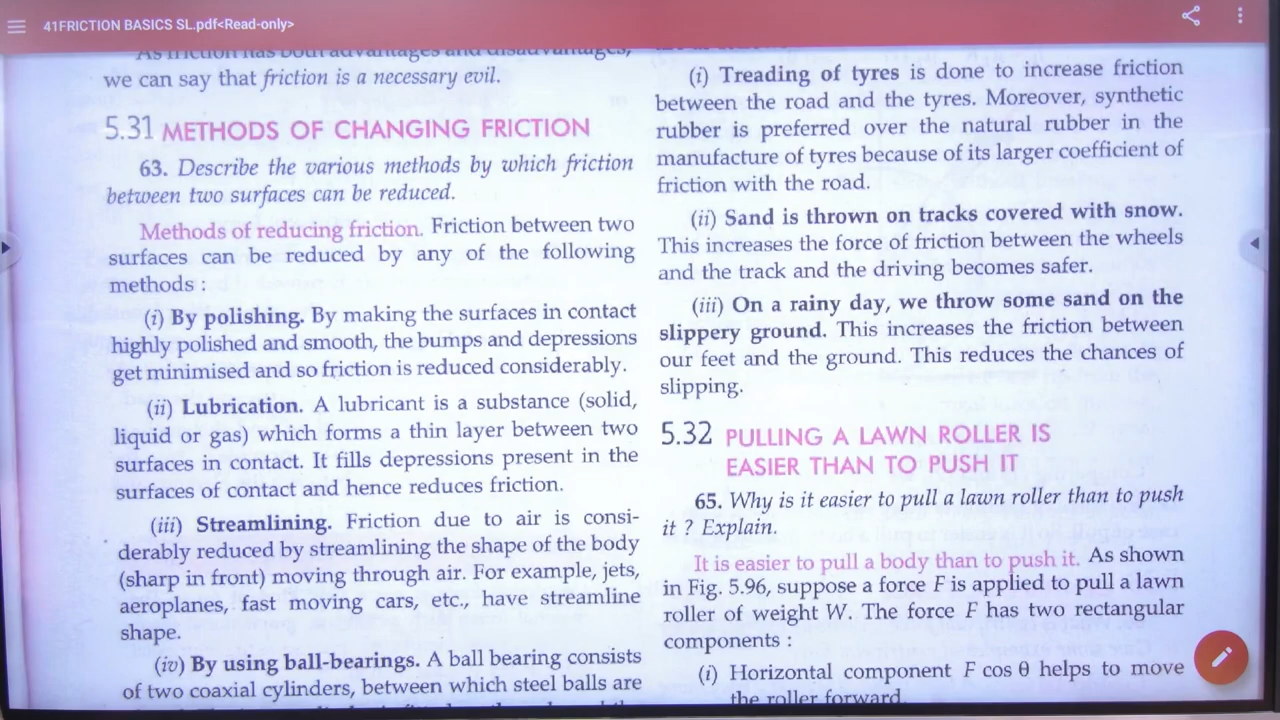 41FRICTION BASICS SL.pdf<Read-only>
As friction has both advantages and disadvantages,
we can say that friction is a necessary evil.
5.31 METHODS OF CHANGING FRICTION
63. Describe the various methods by which friction
between two surfaces can be reduced.
Methods of reducing friction. Friction between two
surfaces can be reduced by any of the following
methods :
(i) By polishing. By making the surfaces in contact
highly polished and smooth, the bumps and depressions
get minimised and so friction is reduced considerably.
(ii) Lubrication. A lubricant is a substance (solid,
liquid or gas) which forms a thin layer between two
surfaces in contact. It fills depressions present in the
surfaces of contact and hence reduces friction.
(iii) Streamlining. Friction due to air is consi-
derably reduced by streamlining the shape of the body
(sharp in front) moving through air. For example, jets,
aeroplanes, fast moving cars, etc., have streamline
shape.
(iv) By using ball-bearings. A ball bearing consists
of two coaxial cylinders, between which steel balls are
(i) Treading of tyres is done to increase friction
between the road and the tyres. Moreover, synthetic
rubber is preferred over the natural rubber in the
manufacture of tyres because of its larger coefficient of
friction with the road.
(ii) Sand is thrown on tracks covered with snow.
This increases the force of friction between the wheels
and the track and the driving becomes safer.
(iii) On a rainy day, we throw some sand on the
slippery ground. This increases the friction between
our feet and the ground. This reduces the chances of
slipping.
5.32 PULLING A LAWN ROLLER IS
EASIER THAN TO PUSH IT
65. Why is it easier to pull a lawn roller than to push
it ? Explain.
It is easier to pull a body than to push it. As shown
in Fig. 5.96, suppose a force F is applied to pull a lawn
roller of weight W. The force F has two rectangular
components :
(i) Horizontal component F cos θ helps to move
the roller forward.